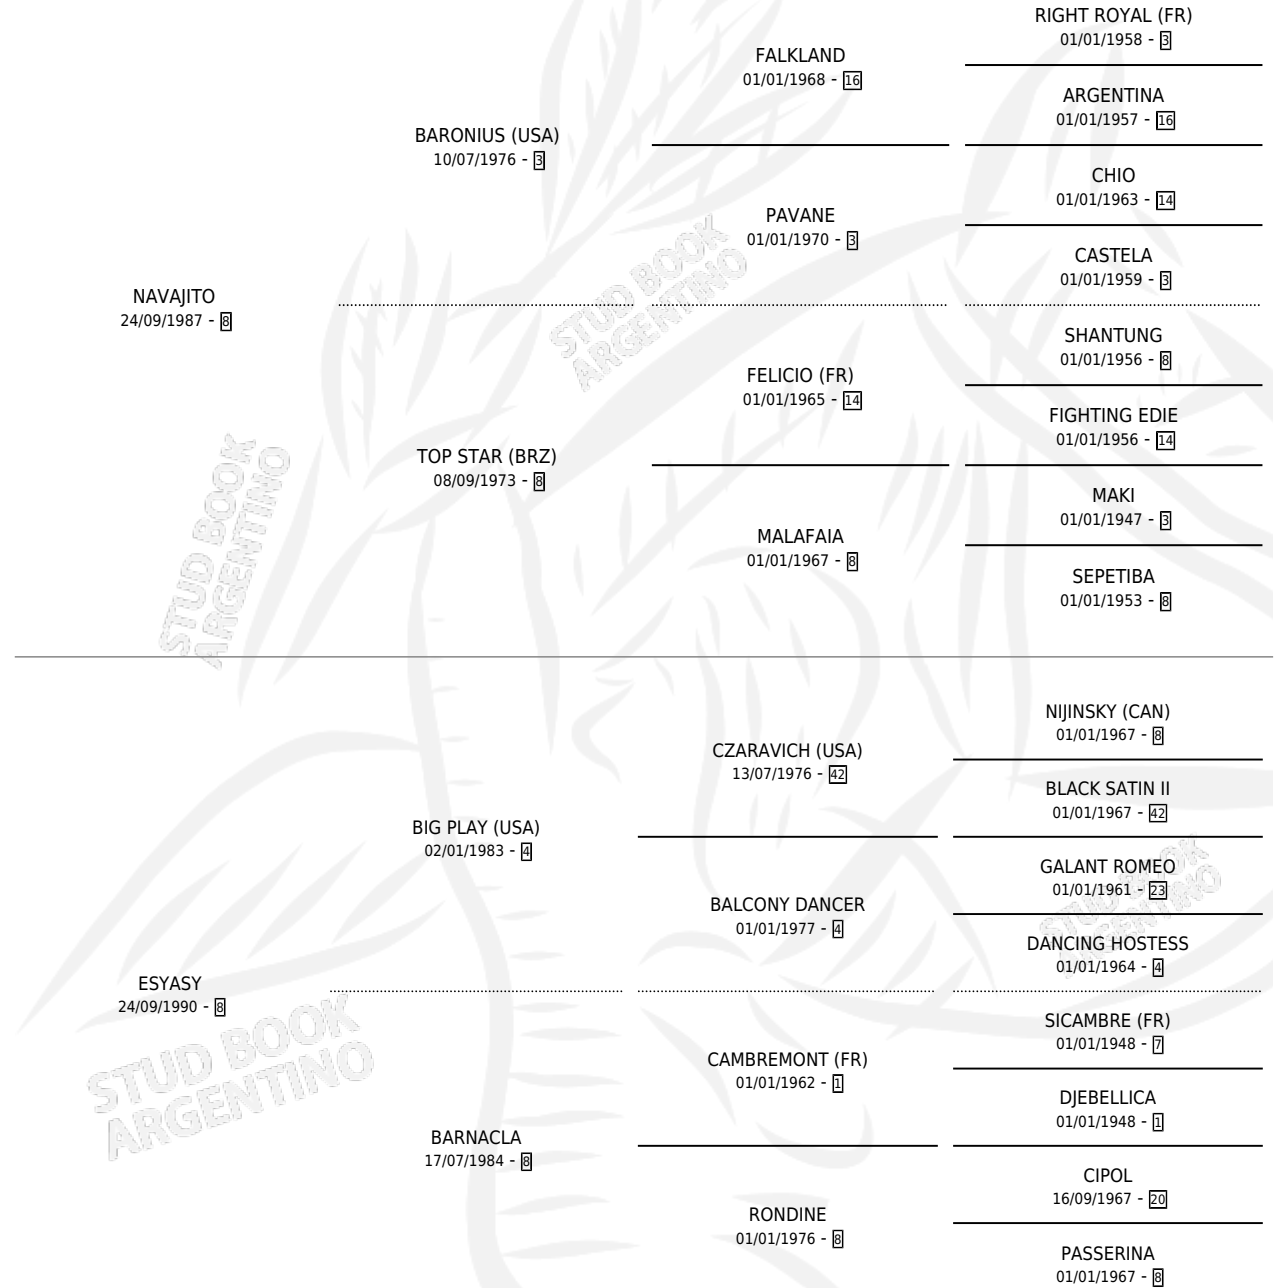 RIGHT ROYAL (FR)
01/01/1958 - 3
FALKLAND
01/01/1968 - 16
ARGENTINA
01/01/1957 - 16
BARONIUS (USA)
10/07/1976 - 3
CHIO
01/01/1963 - 14
PAVANE
01/01/1970 - 3
CASTELA
01/01/1959 - 3
NAVAJITO
24/09/1987 - 8
SHANTUNG
01/01/1956 - 8
FELICIO (FR)
01/01/1965 - 14
FIGHTING EDIE
01/01/1956 - 14
TOP STAR (BRZ)
08/09/1973 - 8
MAKI
01/01/1947 - 3
MALAFAIA
01/01/1967 - 8
SEPETIBA
01/01/1953 - 8
NIJINSKY (CAN)
01/01/1967 - 8
CZARAVICH (USA)
13/07/1976 - 42
BLACK SATIN II
01/01/1967 - 42
BIG PLAY (USA)
02/01/1983 - 4
GALANT ROMEO
01/01/1961 - 23
BALCONY DANCER
01/01/1977 - 4
DANCING HOSTESS
01/01/1964 - 4
ESYASY
24/09/1990 - 8
SICAMBRE (FR)
01/01/1948 - 7
CAMBREMONT (FR)
01/01/1962 - 1
DJEBELLICA
01/01/1948 - 1
BARNACLA
17/07/1984 - 8
CIPOL
16/09/1967 - 20
RONDINE
01/01/1976 - 8
PASSERINA
01/01/1967 - 8
STUD BOOK
ARGENTINO
STUD BOOK
ARGENTINO
STUD BOOK
ARGENTINO
STUD BOOK
ARGENTINO